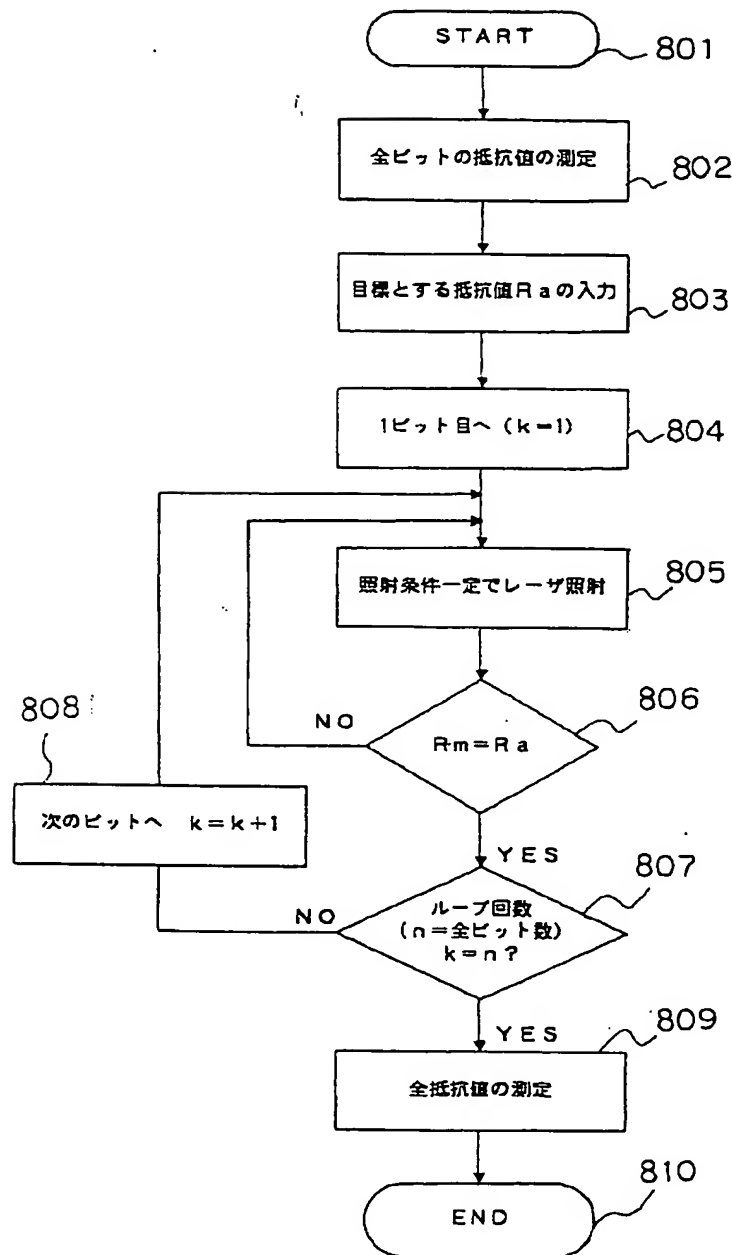 START
801
全ビットの抵抗値の測定
802
目標とする抵抗値Raの入力
803
1ビット目へ(k=1)
804
照射条件一定でレーザ照射
805
808
NO
Rm=Ra
806
次のビットへ k=k+1
YES
807
NO
ループ回数
(n=全ビット数)
k=n?
YES
809
全抵抗値の測定
END
810